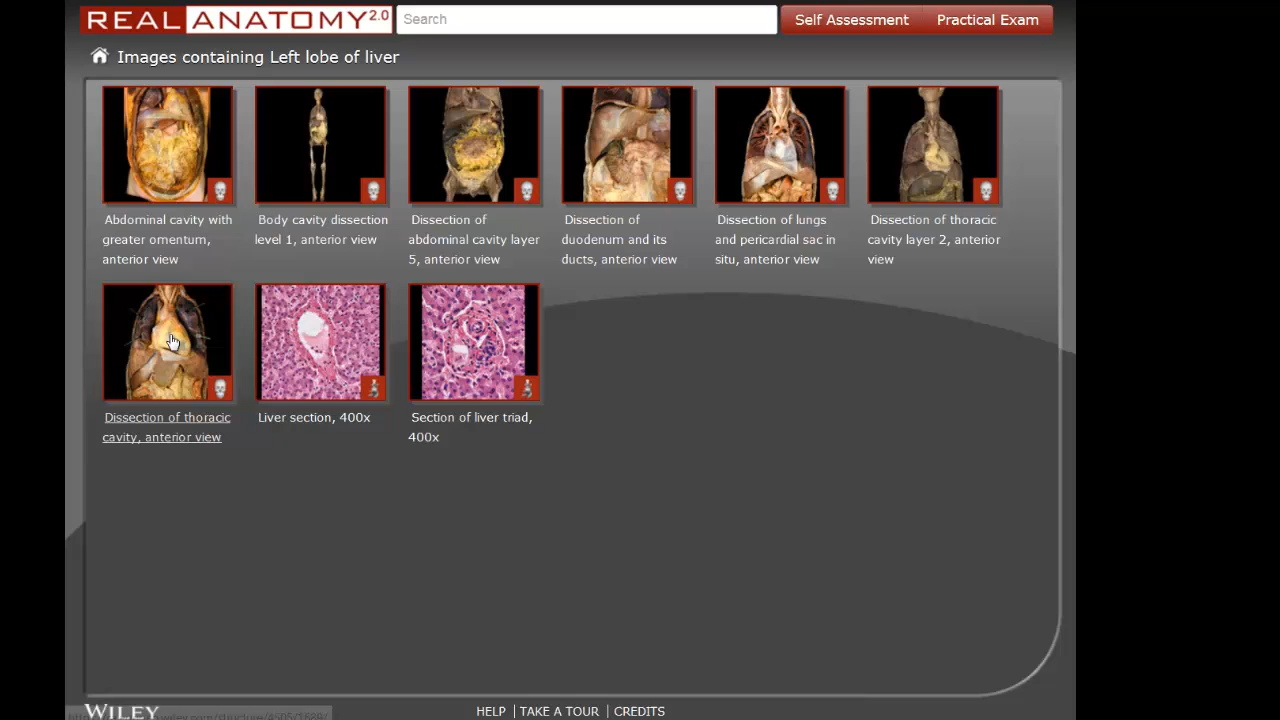 REAL ANATOMY 2.0
Search
Self Assessment
Practical Exam
Images containing Left lobe of liver
Abdominal cavity with
greater omentum,
anterior view
Body cavity dissection
level 1, anterior view
Dissection of
abdominal cavity layer
5, anterior view
Dissection of
duodenum and its
ducts, anterior view
Dissection of lungs
and pericardial sac in
situ, anterior view
Dissection of thoracic
cavity layer 2, anterior
view
Dissection of thoracic
cavity, anterior view
Liver section, 400x
Section of liver triad,
400x
WILEY
HELP | TAKE A TOUR | CREDITS